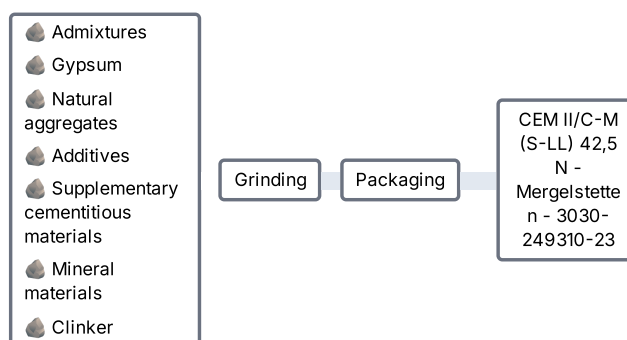 Admixtures
Gypsum
Natural
aggregates
Additives
Supplementary
cementitious
materials
Mineral
materials
Clinker
Grinding
Packaging
CEM II/C-M
(S-LL) 42,5
N -
Mergelstette
n - 3030-
249310-23